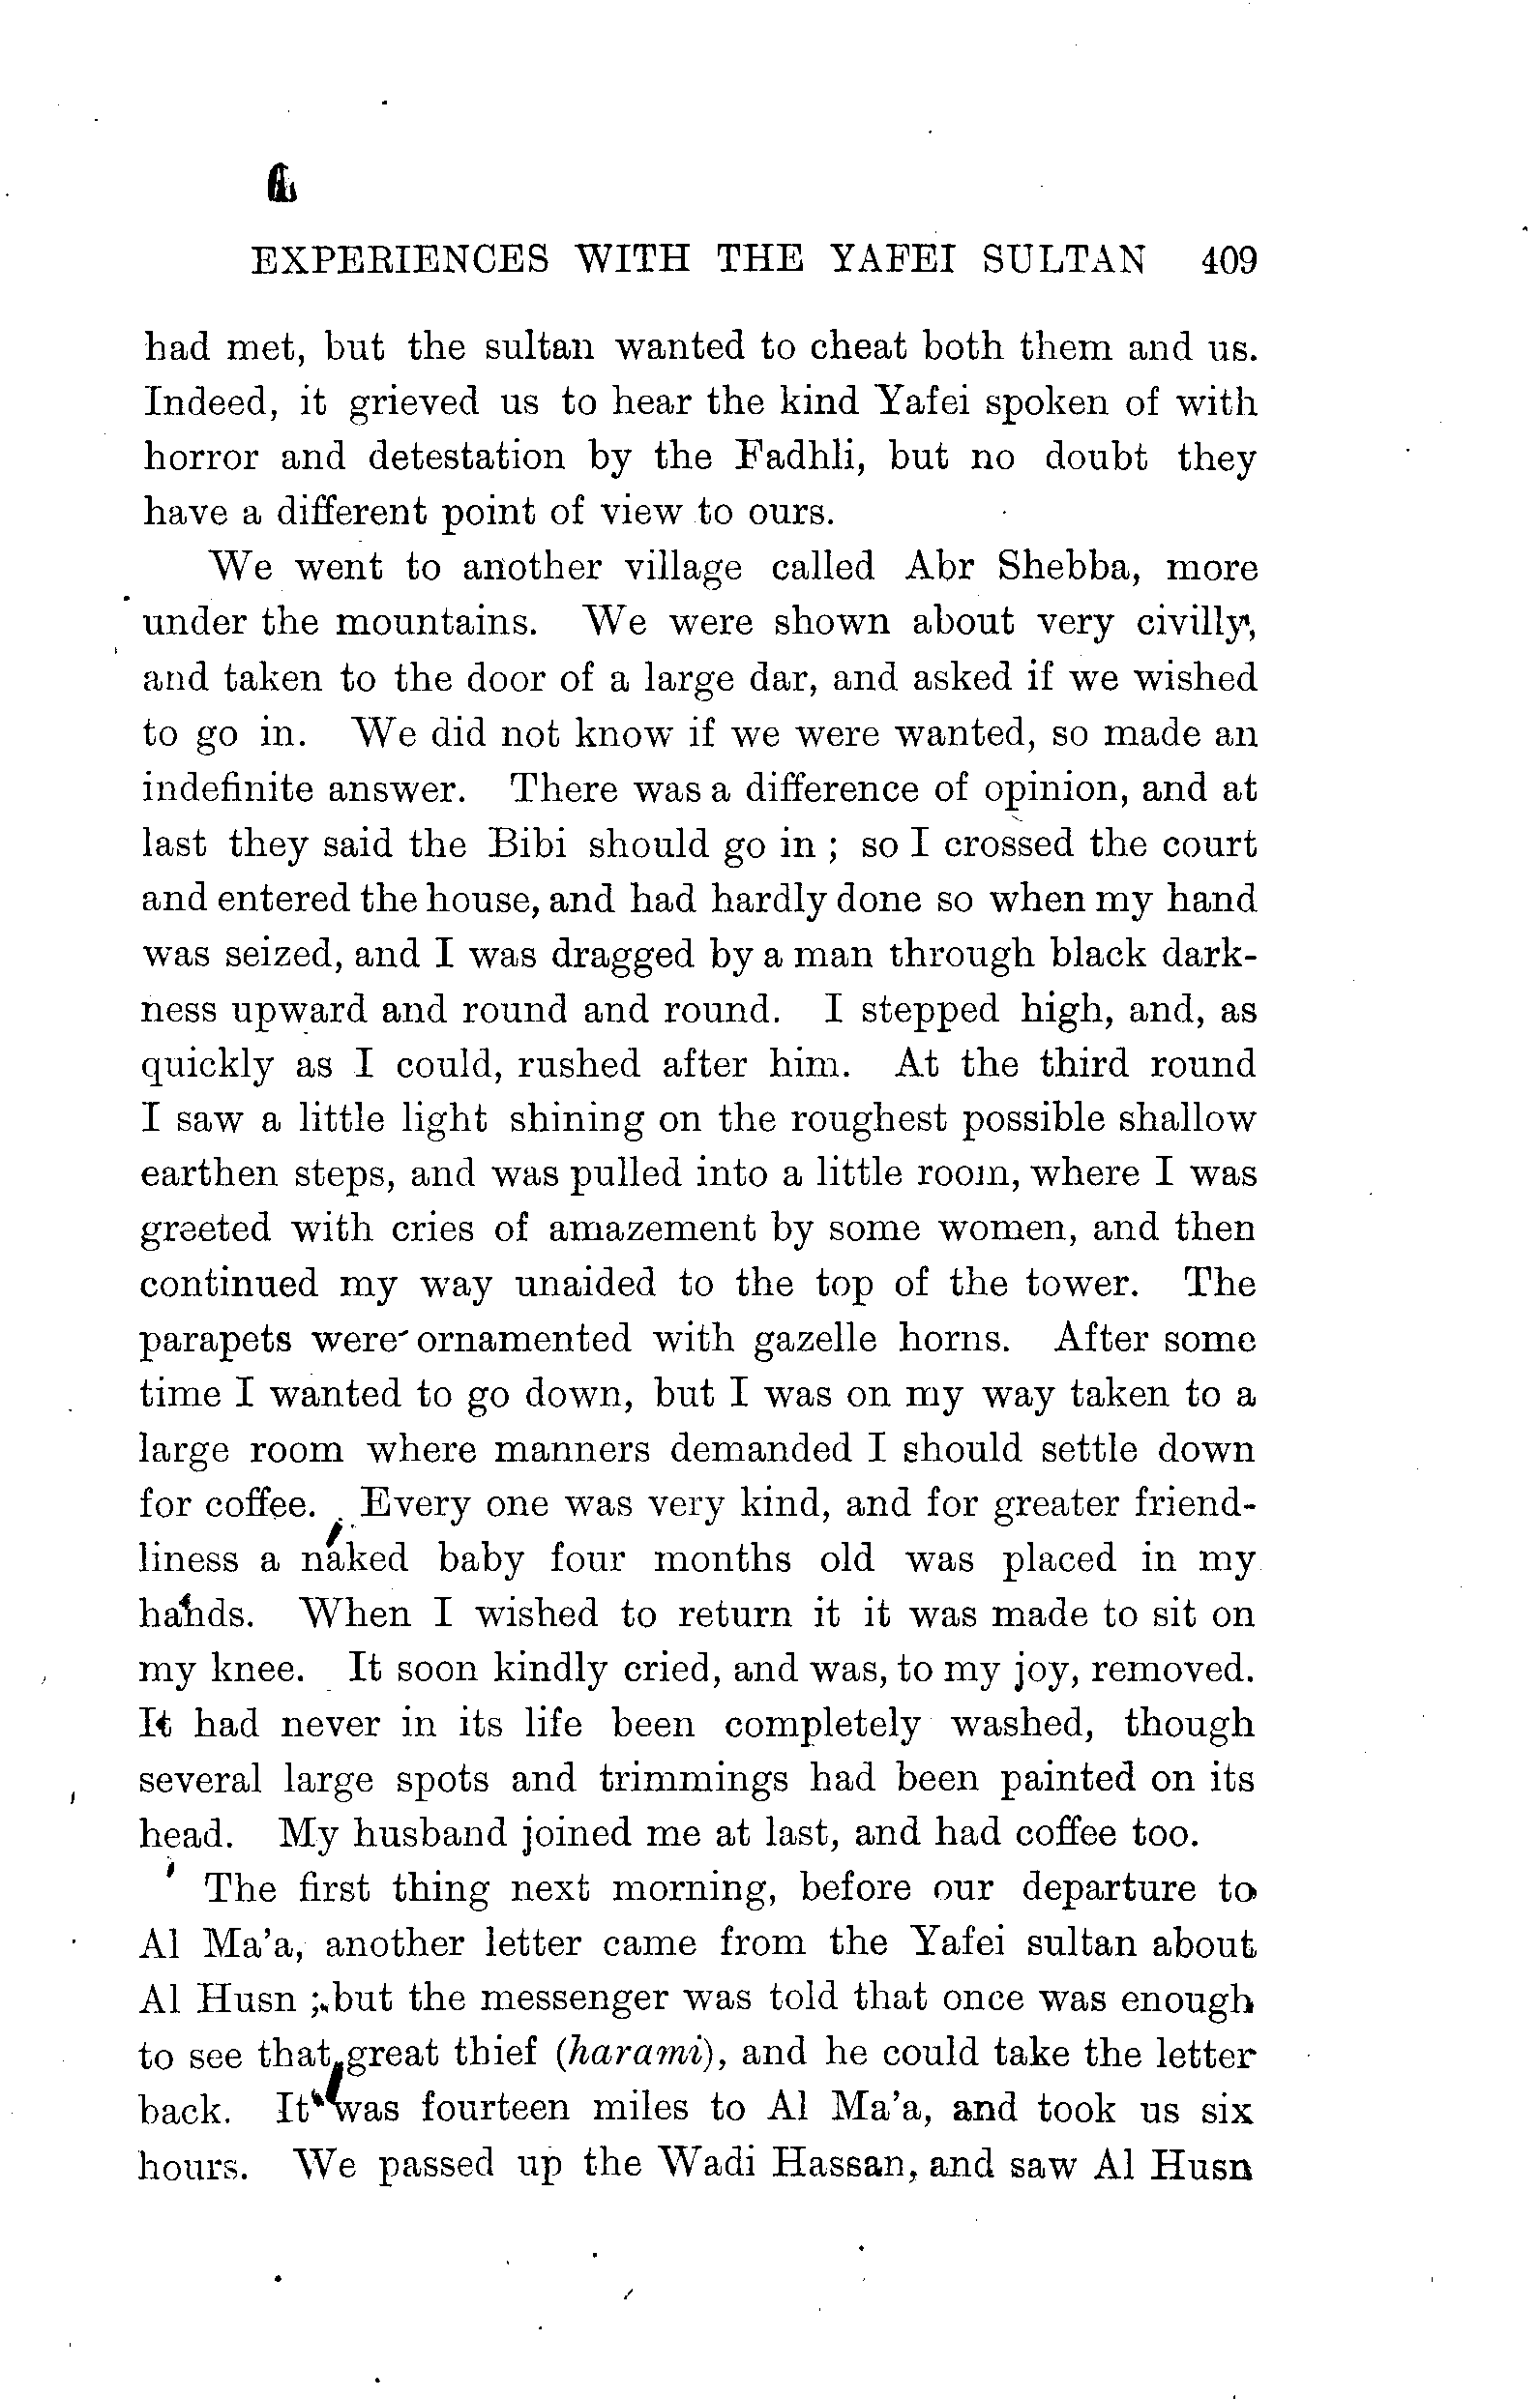 EXPERIENCES WITH THE YAFEI SULTAN 409
had met, but the sultan wanted to cheat both them and us.
Indeed, it grieved us to hear the kind Yafei spoken of with
horror and detestation by the Fadhli, but no doubt they
have a different point of view to ours.
We went to another village called Abr Shebba, more
under the mountains. We were shown about very civilly,
and taken to the door of a large dar, and asked if we wished
to go in. We did not know if we were wanted, so made an
indefinite answer. There was a difference of opinion, and at
last they said the Bibi should go in ; so I crossed the court
and entered the house, and had hardly done so when my hand
was seized, and I was dragged by a man through black dark-
ness upward and round and round. I stepped high, and, as
quickly as I could, rushed after him. At the third round
I saw a little light shining on the roughest possible shallow
earthen steps, and was pulled into a little room, where I was
greeted with cries of amazement by some women, and then
continued my way unaided to the top of the tower. The
parapets were ornamented with gazelle horns. After some
time I wanted to go down, but I was on my way taken to a
large room where manners demanded I should settle down
for coffee. Every one was very kind, and for greater friend-
liness a naked baby four months old was placed in my
hands. When I wished to return it it was made to sit on
my knee. It soon kindly cried, and was, to my joy, removed.
It had never in its life been completely washed, though
several large spots and trimmings had been painted on its
head. My husband joined me at last, and had coffee too.
The first thing next morning, before our departure to
Al Ma'a, another letter came from the Yafei sultan about
Al Husn ; but the messenger was told that once was enough
to see that great thief (harami), and he could take the letter
back. It was fourteen miles to Al Ma'a, and took us six
hours. We passed up the Wadi Hassan, and saw Al Husn